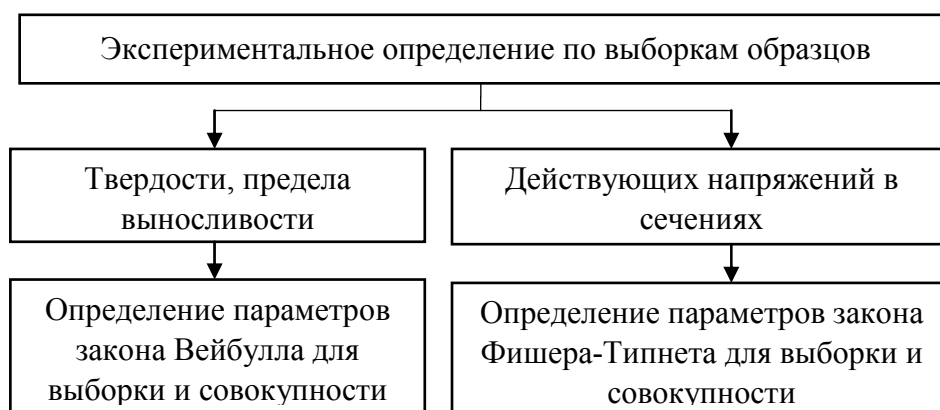 Экспериментальное определение по выборкам образцов
Твердости, предела
выносливости
Действующих напряжений в
сечениях
Определение параметров
закона Вейбулла для
выборки и совокупности
Определение параметров закона
Фишера-Типнета для выборки и
совокупности